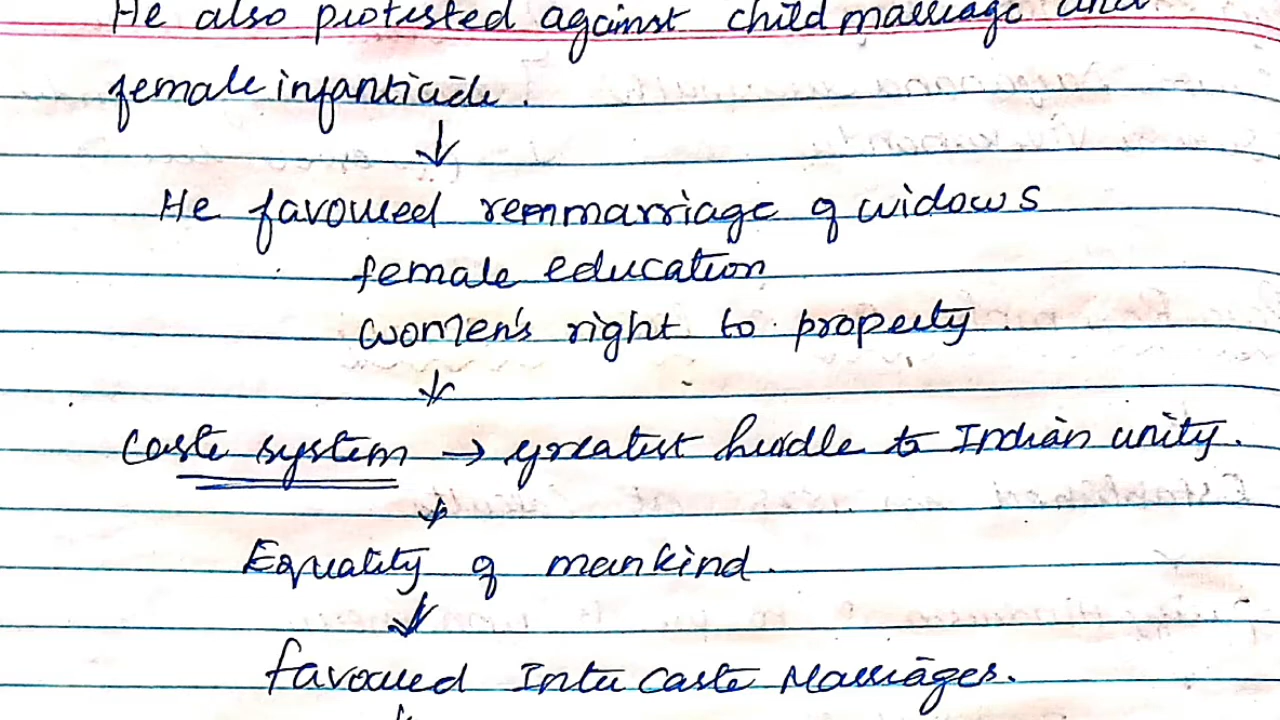 He also protested against child marriage and
female infanticide.
↓
He favoured remmarriage of widows
female education
women's right to property.
↓
Caste system → greatest hurdle to Indian unity.
↓
Equality of mankind.
↓
favoured Inter Caste Marriages.